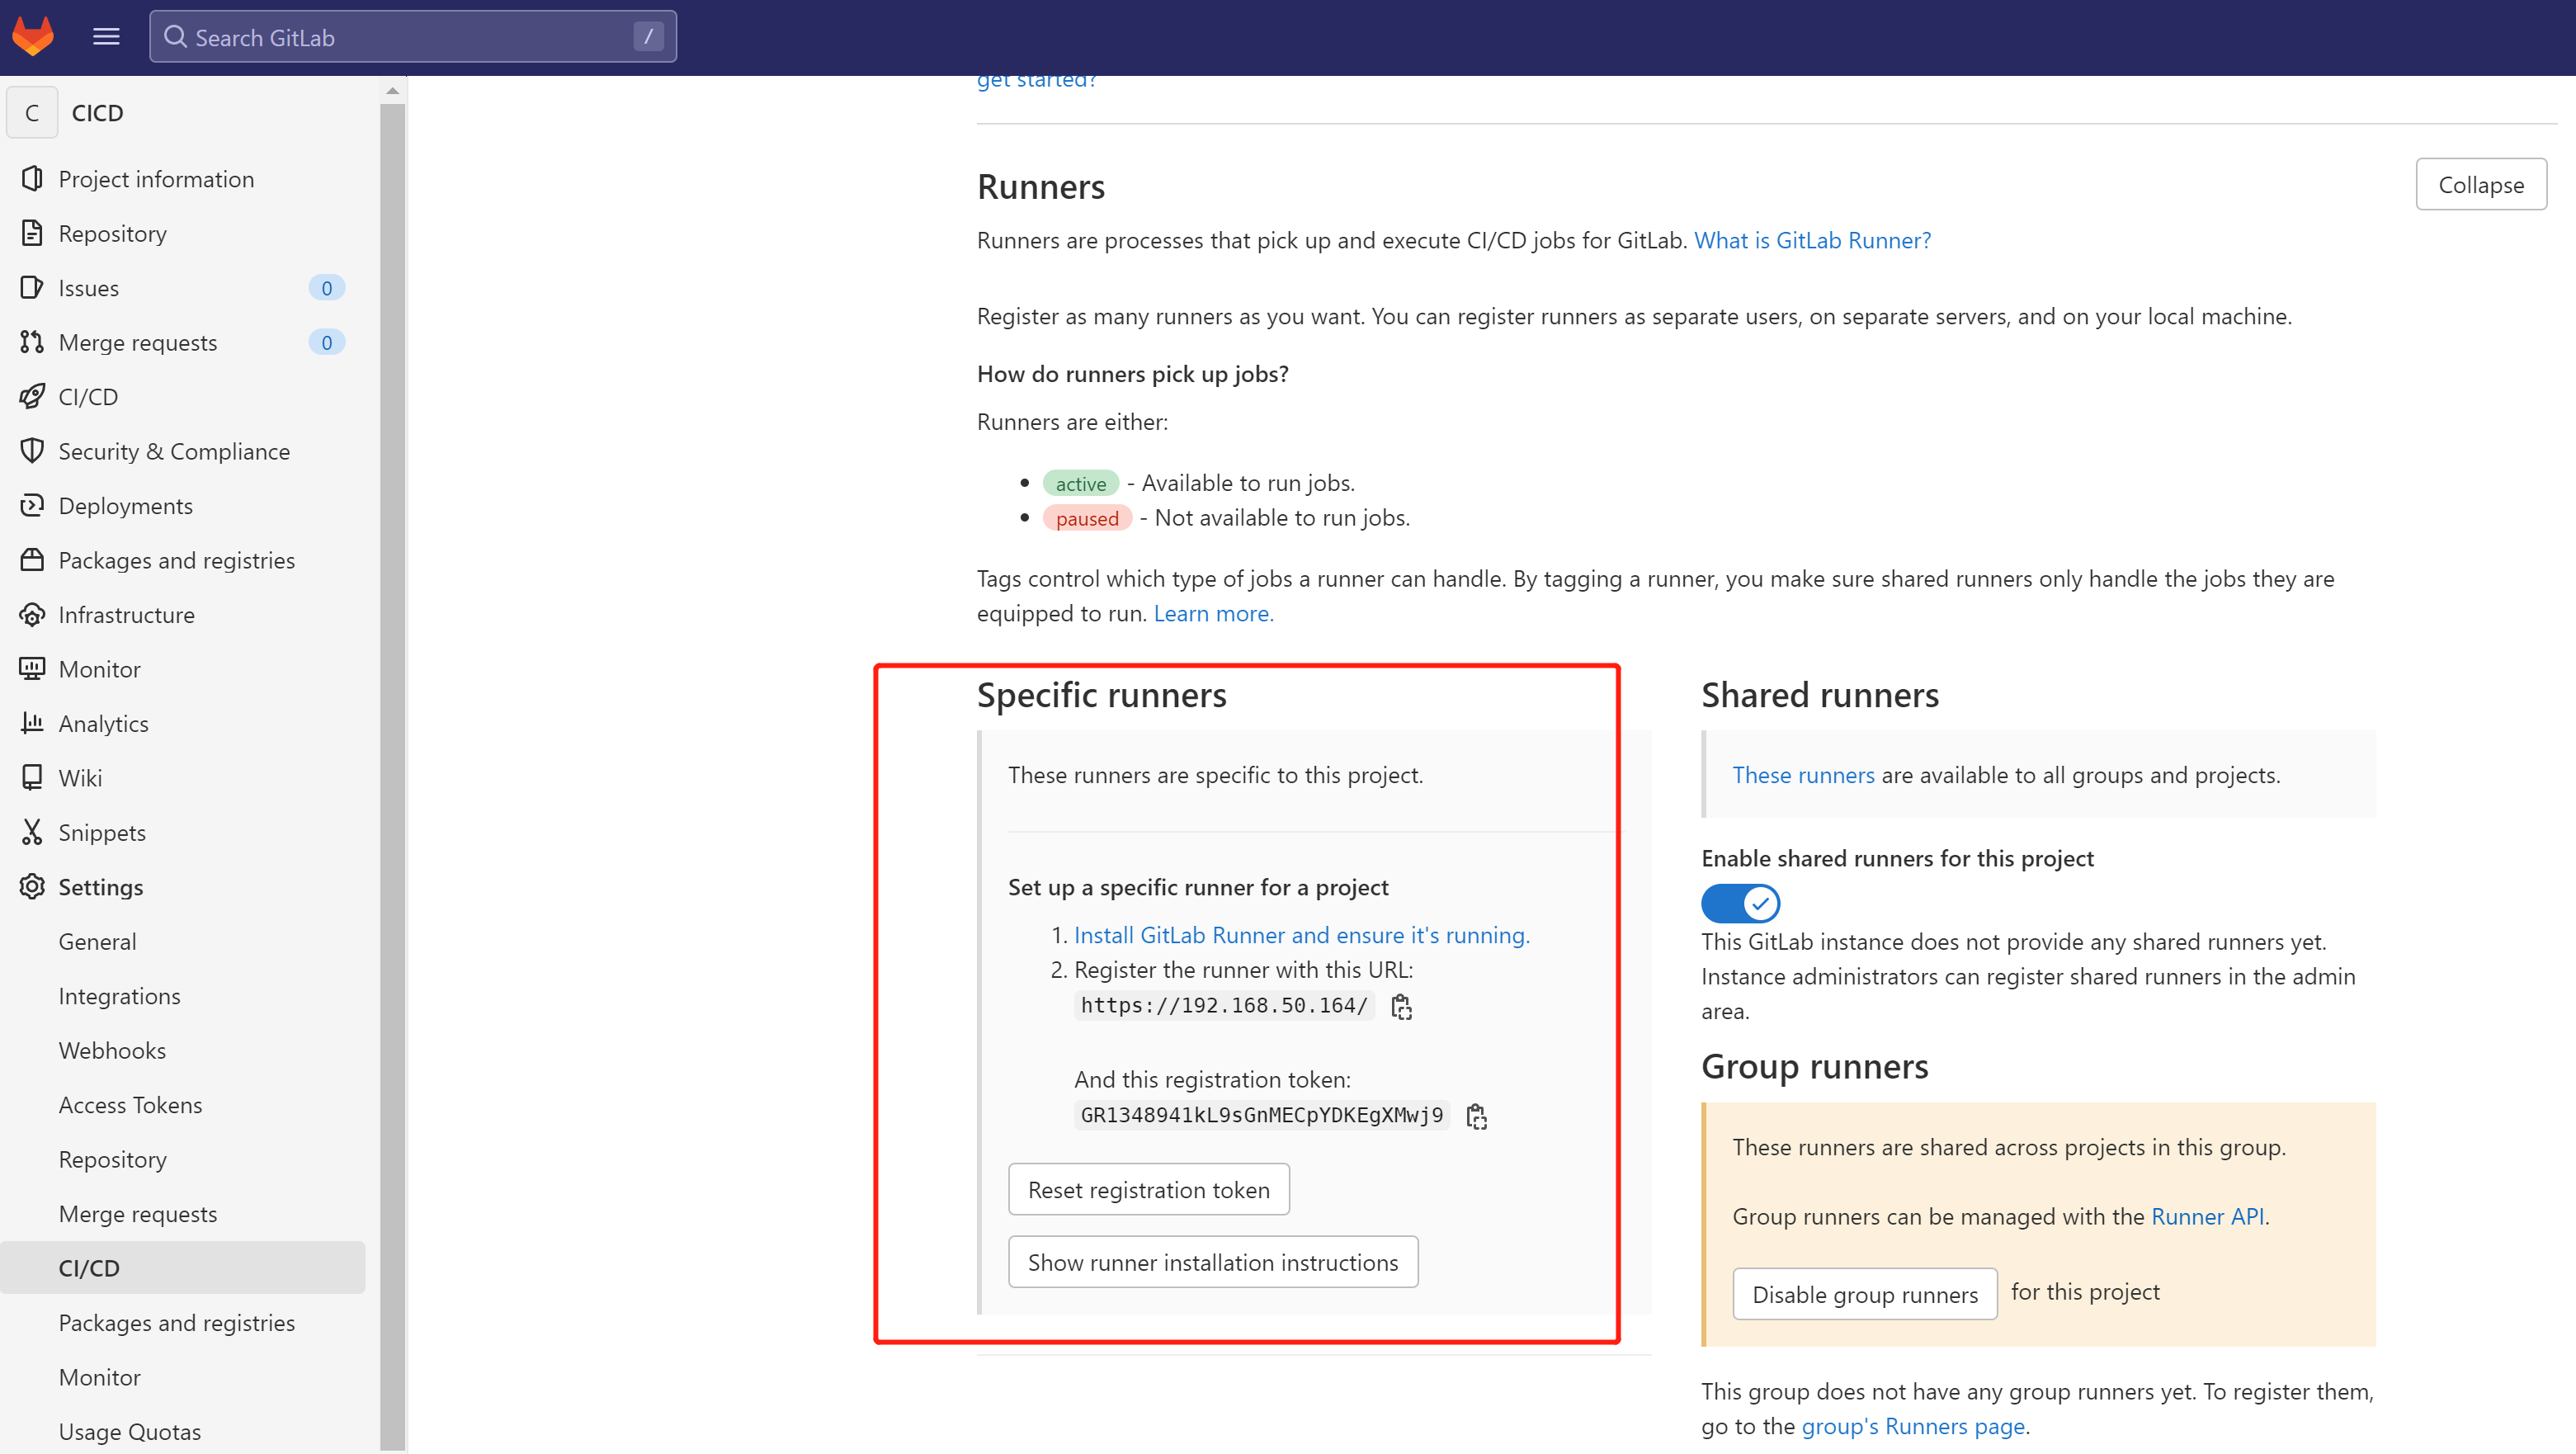 Search GitLab
/
C
CICD
Project information
Repository
Issues
0
Merge requests
0
CI/CD
Security & Compliance
Deployments
Packages and registries
Infrastructure
Monitor
Analytics
Wiki
Snippets
Settings
General
Integrations
Webhooks
Access Tokens
Repository
Merge requests
CI/CD
Packages and registries
Monitor
Usage Quotas
get started?
Runners
Collapse
Runners are processes that pick up and execute CI/CD jobs for GitLab. What is GitLab Runner?
Register as many runners as you want. You can register runners as separate users, on separate servers, and on your local machine.
How do runners pick up jobs?
Runners are either:
active - Available to run jobs.
paused - Not available to run jobs.
Tags control which type of jobs a runner can handle. By tagging a runner, you make sure shared runners only handle the jobs they are
equipped to run. Learn more.
Specific runners
These runners are specific to this project.
Set up a specific runner for a project
1. Install GitLab Runner and ensure it's running.
2. Register the runner with this URL:
https://192.168.50.164/
And this registration token:
GR1348941kL9sGnMECpYDKEgXMwj9
Reset registration token
Show runner installation instructions
Shared runners
These runners are available to all groups and projects.
Enable shared runners for this project
This GitLab instance does not provide any shared runners yet.
Instance administrators can register shared runners in the admin
area.
Group runners
These runners are shared across projects in this group.
Group runners can be managed with the Runner API.
Disable group runners for this project
This group does not have any group runners yet. To register them,
go to the group's Runners page.